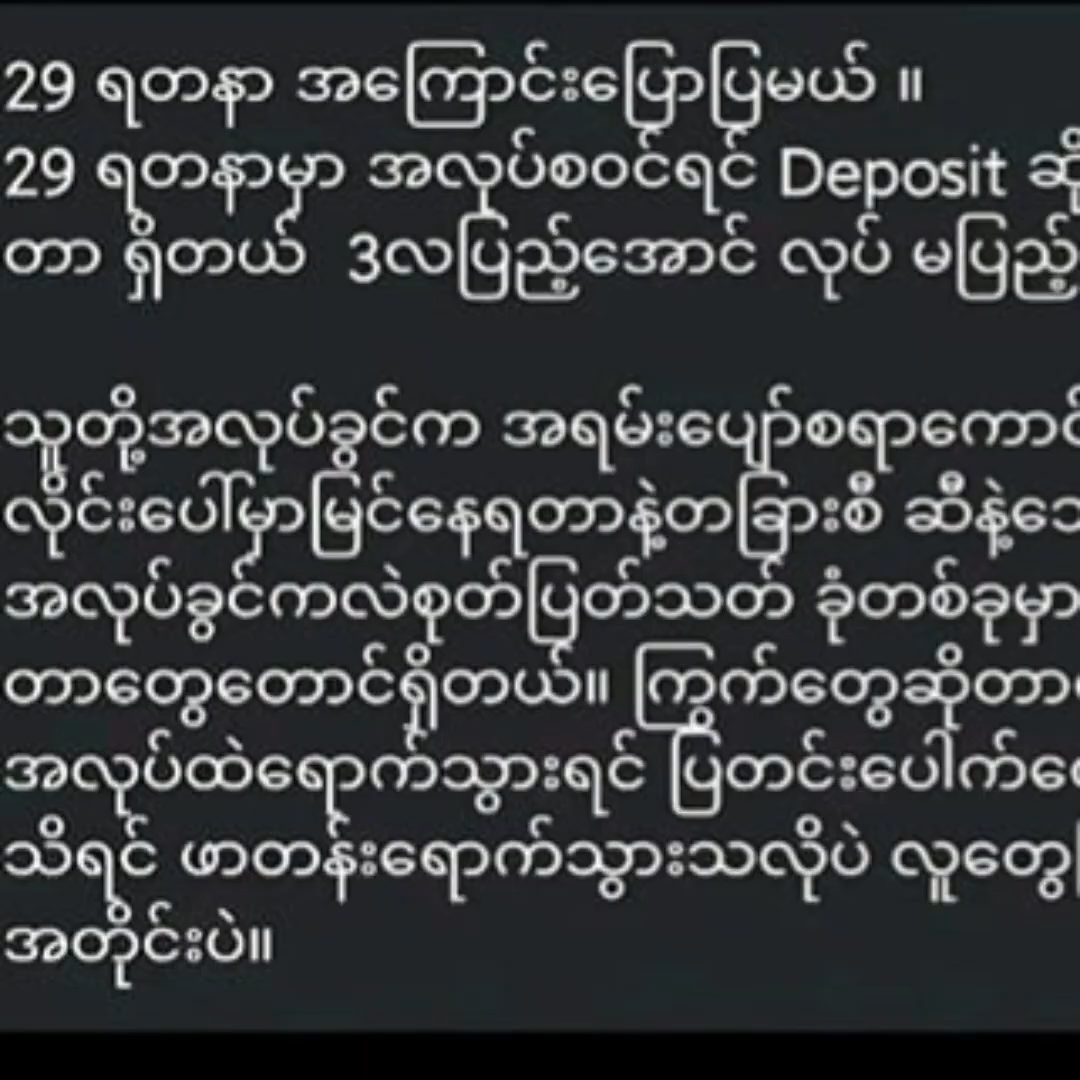 29 ရတနာ အကြောင်းပြောပြမယ် ။
29 ရတနာမှာ အလုပ်စဝင်ရင် Deposit ဆို
တာ ရှိတယ်  3လပြည့်အောင် လုပ် မပြည့်
သူတို့အလုပ်ခွင်က အရမ်းပျော်စရာကောင်
လိုင်းပေါ်မှာမြင်နေရတာနဲ့တခြားစီ ဆီနဲ့
အလုပ်ခွင်ကလဲစုတ်ပြတ်သတ် ခုံတစ်ခုမှာ
တာတွေတောင်ရှိတယ်။ ကြွက်တွေဆိုတာ
အလုပ်ထဲရောက်သွားရင် ပြတင်းပေါက်
သိရင် ဖာတန်းရောက်သွားသလိုပဲ လူတွေ
အတိုင်းပဲ။